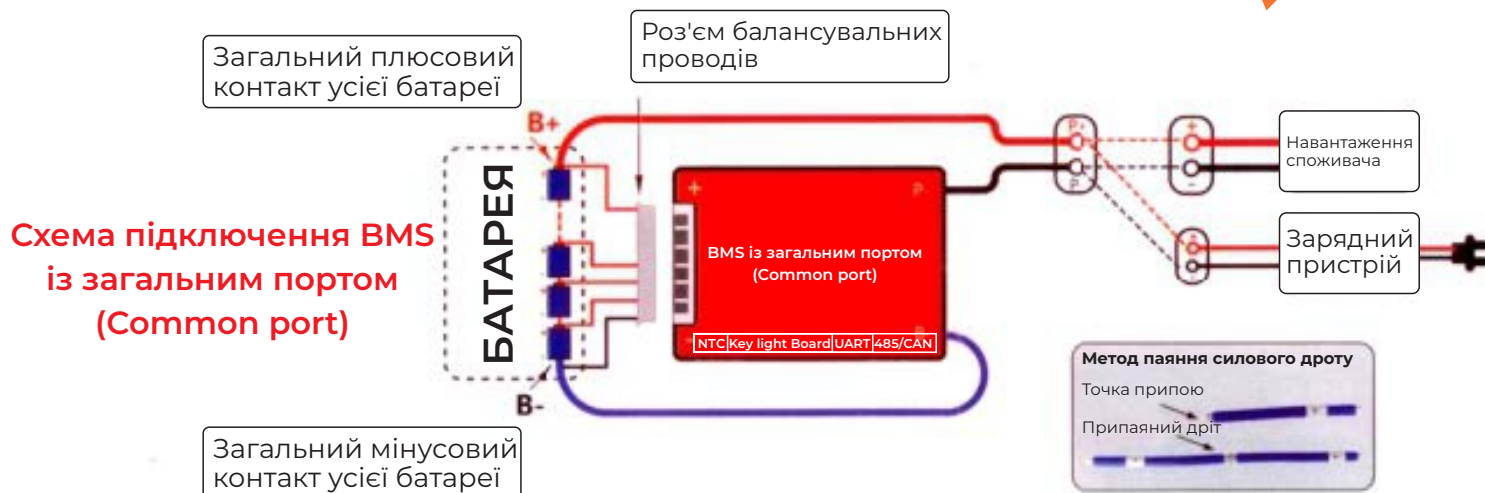 Загальний плюсовий
контакт усієї батареї
Роз'єм балансувальних
проводів
B+
P+
+
Навантаження
споживача
БАТАРЕЯ
+
P-
P-
-
Схема підключення BMS
із загальним портом
(Common port)
BMS із загальним портом
(Common port)
+
-
Зарядний
пристрій
NTC Key light Board UART 485/CAN
B-
Метод паяння силового дроту
Точка припою
Припаяний дріт
Загальний мінусовий
контакт усієї батареї